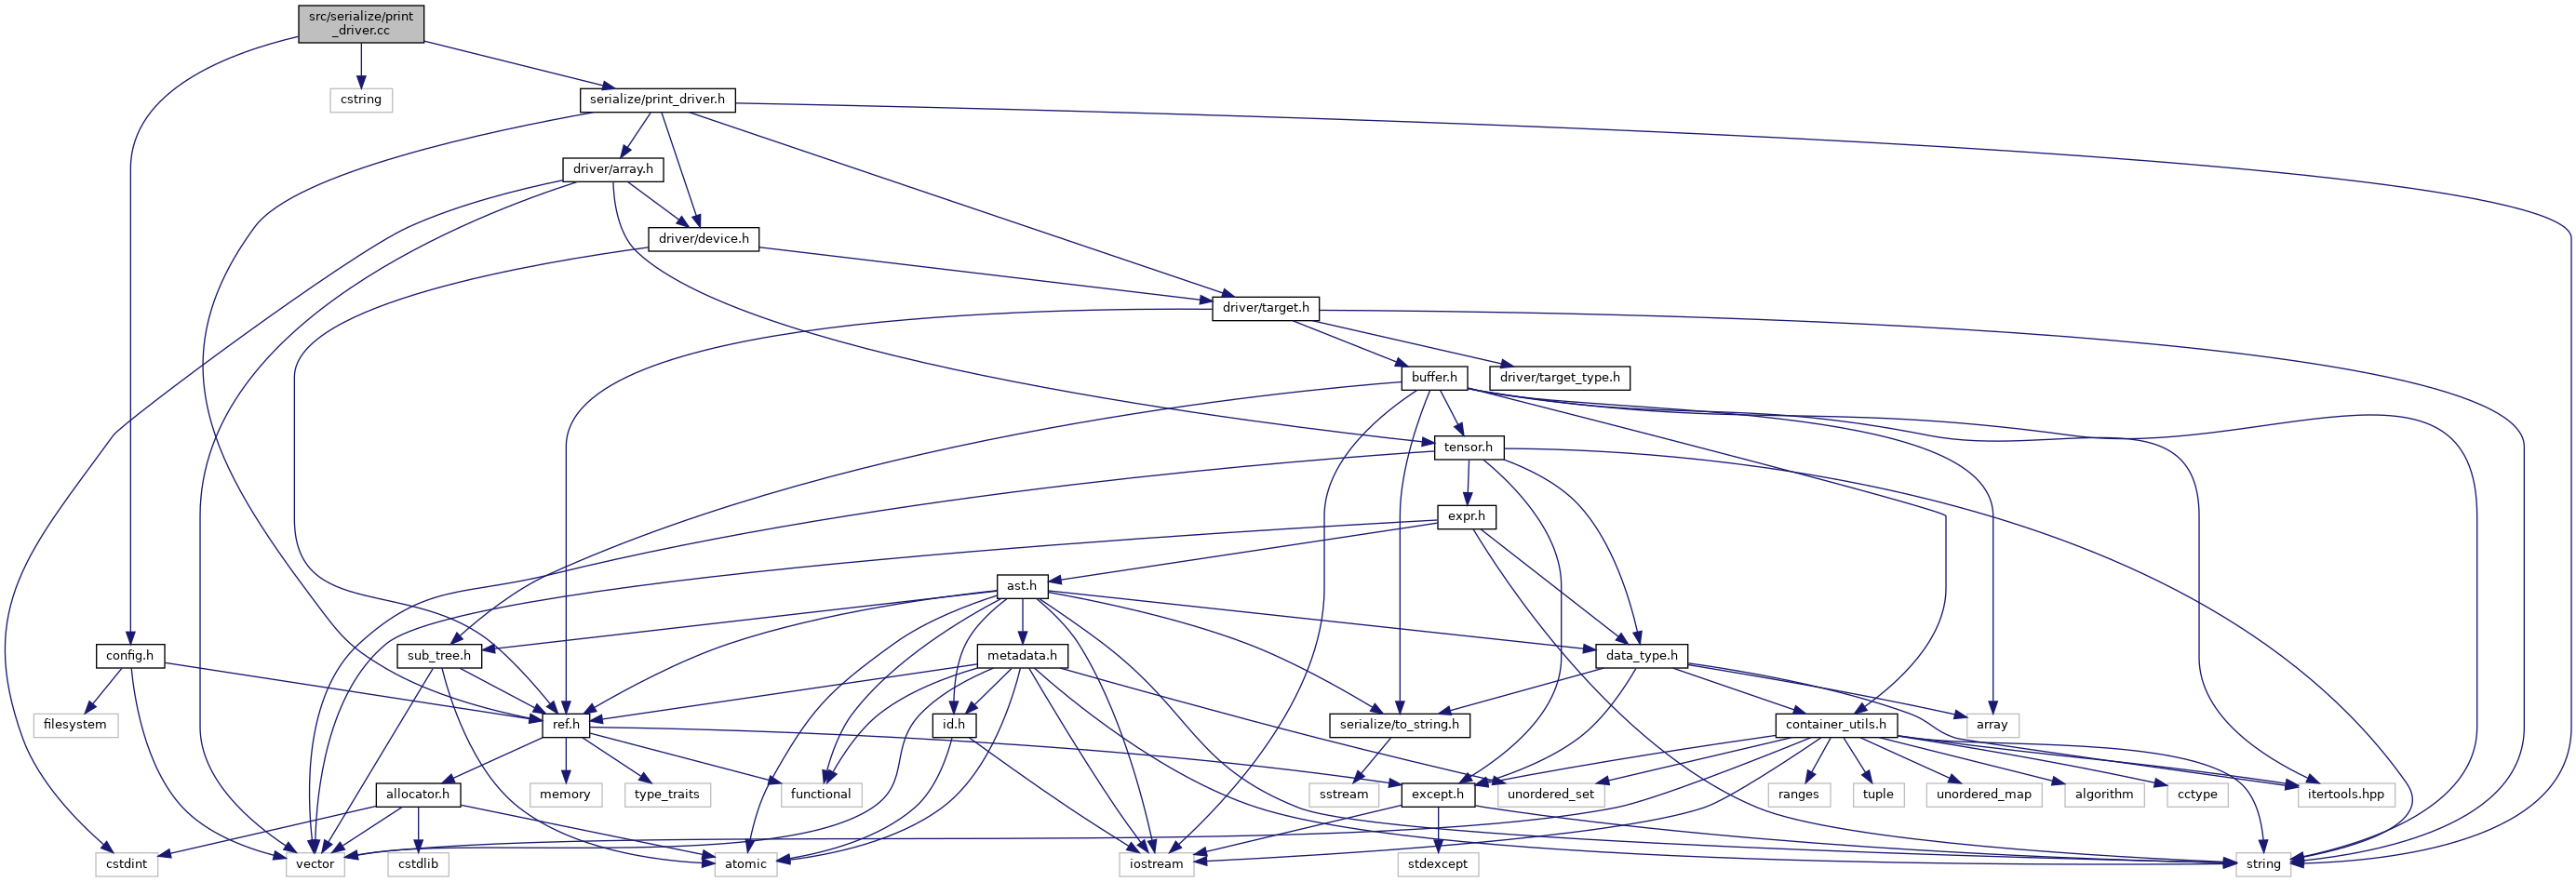 src/serialize/print
_driver.cc
cstring
serialize/print_driver.h
driver/array.h
driver/device.h
driver/target.h
buffer.h
driver/target_type.h
tensor.h
expr.h
ast.h
config.h
sub_tree.h
metadata.h
data_type.h
filesystem
ref.h
id.h
serialize/to_string.h
container_utils.h
array
allocator.h
memory
type_traits
functional
sstream
except.h
unordered_set
ranges
tuple
unordered_map
algorithm
cctype
itertools.hpp
cstdint
vector
cstdlib
atomic
iostream
stdexcept
string